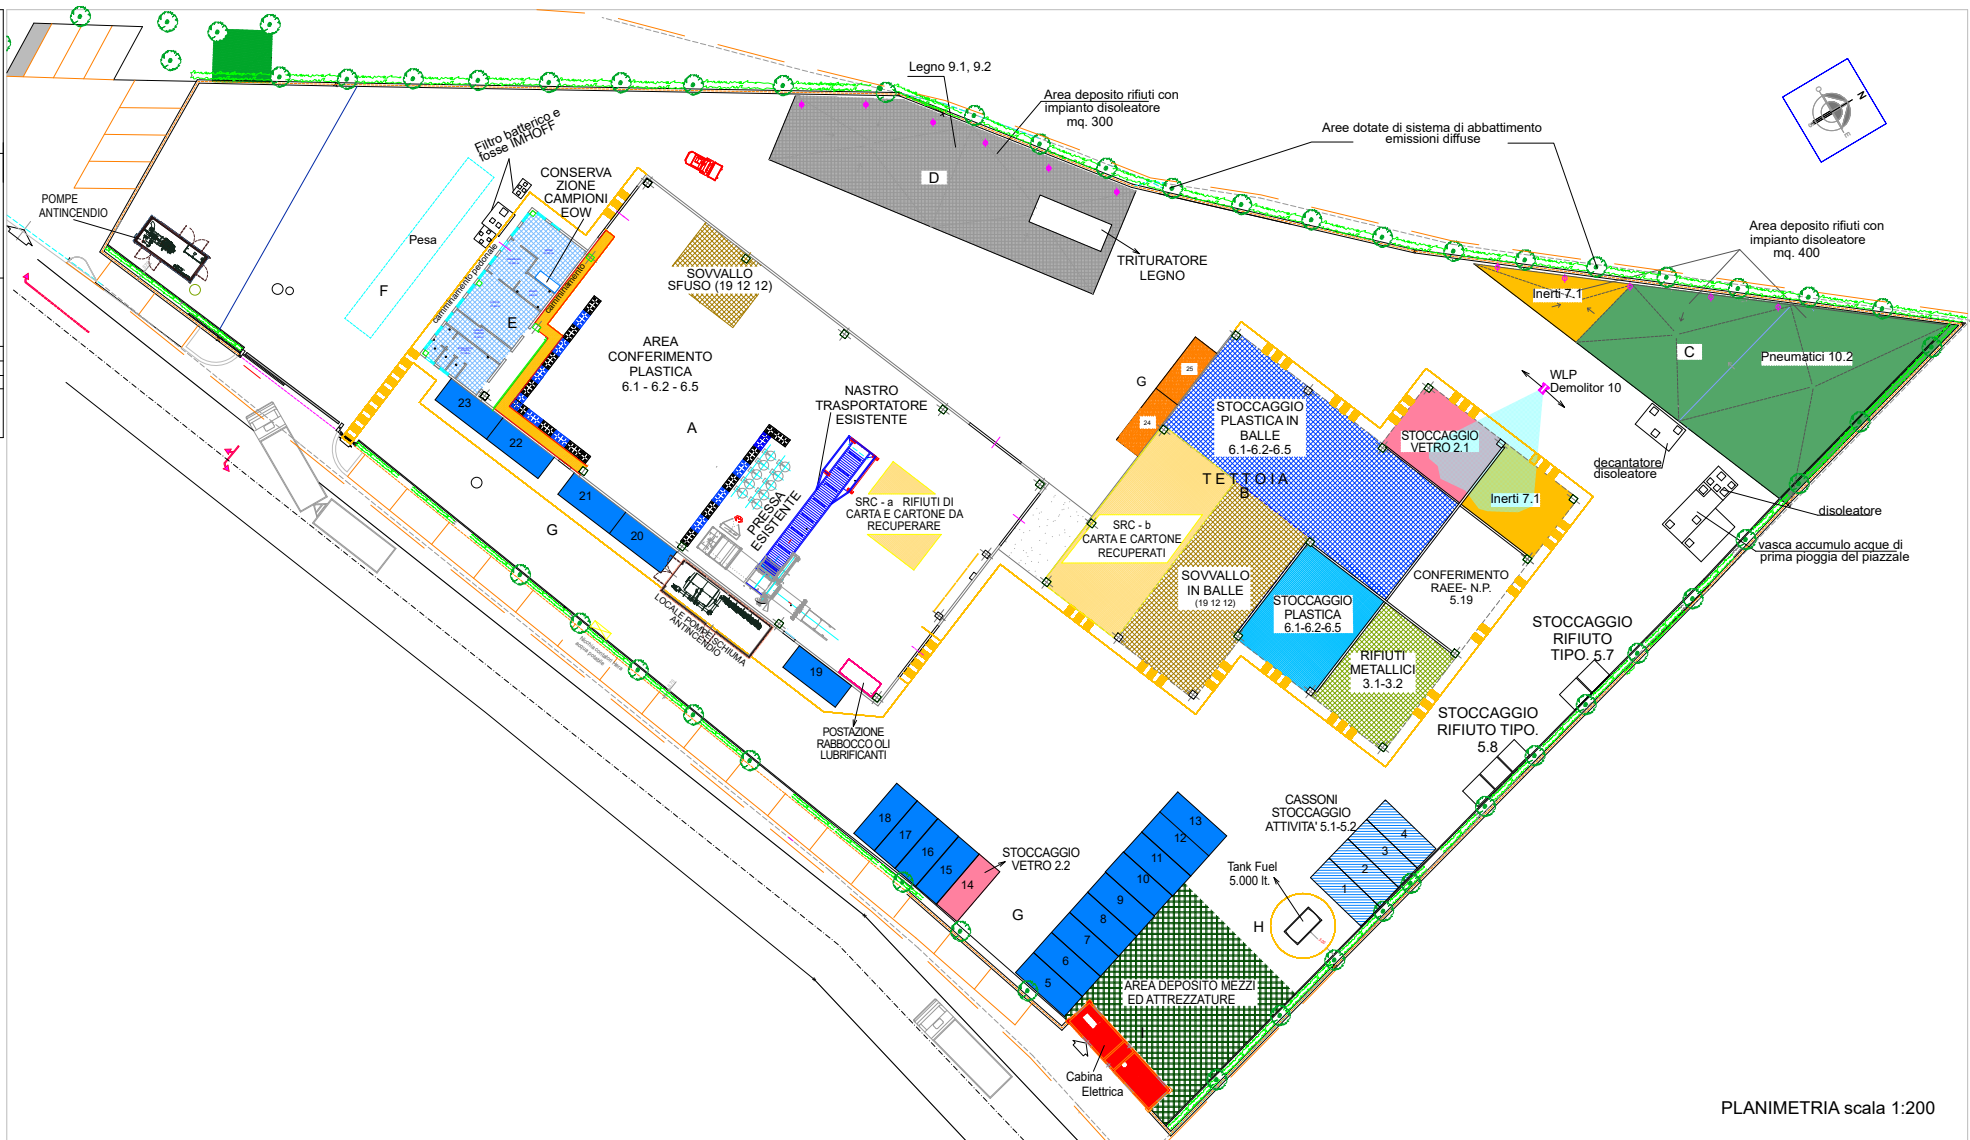 Legno 9.1, 9.2
Area deposito rifiuti con
impianto disoleatore
mq. 300
Aree dotate di sistema di abbattimento
emissioni diffuse
N
Filtro batterico e
fosse IMHOFF
CONSERVA
ZIONE
CAMPIONI
EOW
POMPE
ANTINCENDIO
Pesa
F
camminamento pedonale
camminamento
E
D
TRITURATORE
LEGNO
Area deposito rifiuti con
impianto disoleatore
mq. 400
Inerti 7.1
C
Pneumatici 10.2
SOVVALLO
SFUSO (19 12 12)
AREA
CONFERIMENTO
PLASTICA
6.1 - 6.2 - 6.5
A
NASTRO
TRASPORTATORE
ESISTENTE
PRESSA
ESISTENTE
SRC - a RIFIUTI DI
CARTA E CARTONE DA
RECUPERARE
23
22
21
20
19
G
LOCALE POMPE/SCHIUMA
ANTINCENDIO
POSTAZIONE
RABBOCCO OLI
LUBRIFICANTI
G
25
24
STOCCAGGIO
PLASTICA IN
BALLE
6.1-6.2-6.5
TETTOIA
B
SRC - b
CARTA E CARTONE
RECUPERATI
SOVVALLO
IN BALLE
(19 12 12)
STOCCAGGIO
PLASTICA
6.1-6.2-6.5
RIFIUTI
METALLICI
3.1-3.2
STOCCAGGIO
VETRO 2.1
Inerti 7.1
CONFERIMENTO
RAEE- N.P.
5.19
WLP
Demolitor 10
decantatore
disoleatore
disoleatore
vasca accumulo acque di
prima pioggia del piazzale
STOCCAGGIO
RIFIUTO
TIPO. 5.7
STOCCAGGIO
RIFIUTO TIPO.
5.8
CASSONI
STOCCAGGIO
ATTIVITA' 5.1-5.2
4
3
2
1
Tank Fuel
5.000 lt.
H
18
17
16
15
14
STOCCAGGIO
VETRO 2.2
G
13
12
11
10
9
8
7
6
5
AREA DEPOSITO MEZZI
ED ATTREZZATURE
Cabina
Elettrica
PLANIMETRIA scala 1:200